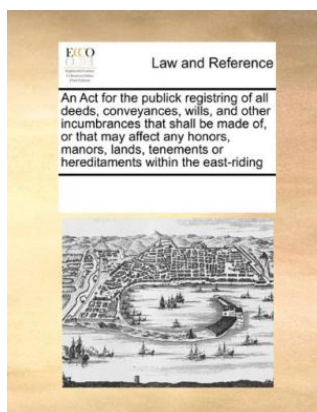 ECCO
Law and Reference
An Act for the publick registring of all
deeds, conveyances, wills, and other
incumbrances that shall be made of,
or that may affect any honors,
manors, lands, tenements or
hereditaments within the east-riding